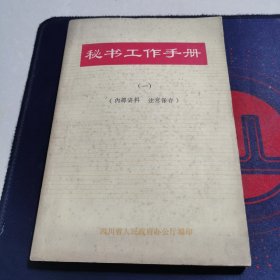 秘书工作手册
（一）
（内部资料 注意保存）
四川省人民政府办公厅编印